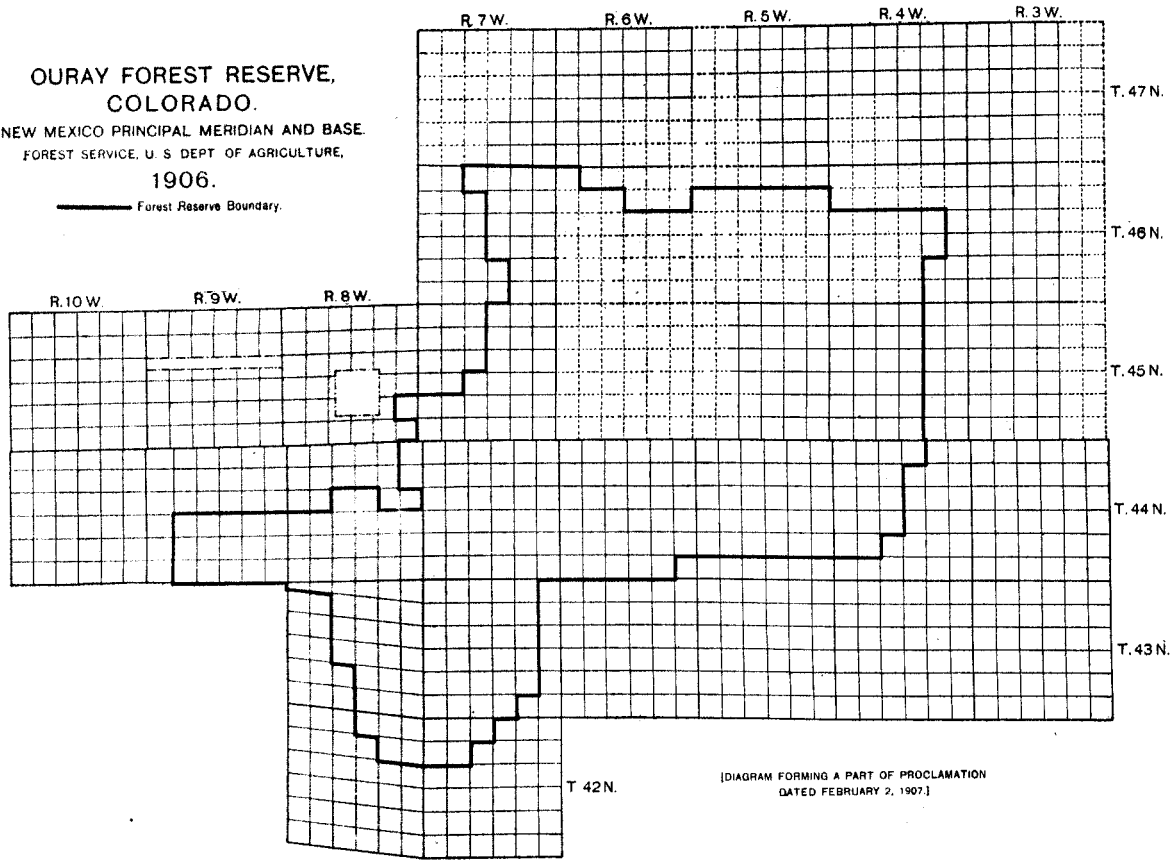 R. 7 W. R. 6 W. R. 5 W. R. 4 W. R. 3 W.
OURAY FOREST RESERVE,
COLORADO.
NEW MEXICO PRINCIPAL MERIDIAN AND BASE.
FOREST SERVICE, U. S DEPT OF AGRICULTURE,
1906.
Forest Reserve Boundary.
T. 47 N.
T. 46 N.
R. 10 W. R. 9 W. R. 8 W.
T. 45 N.
T. 44 N.
T. 43 N.
T 42 N.
[DIAGRAM FORMING A PART OF PROCLAMATION
DATED FEBRUARY 2, 1907.]